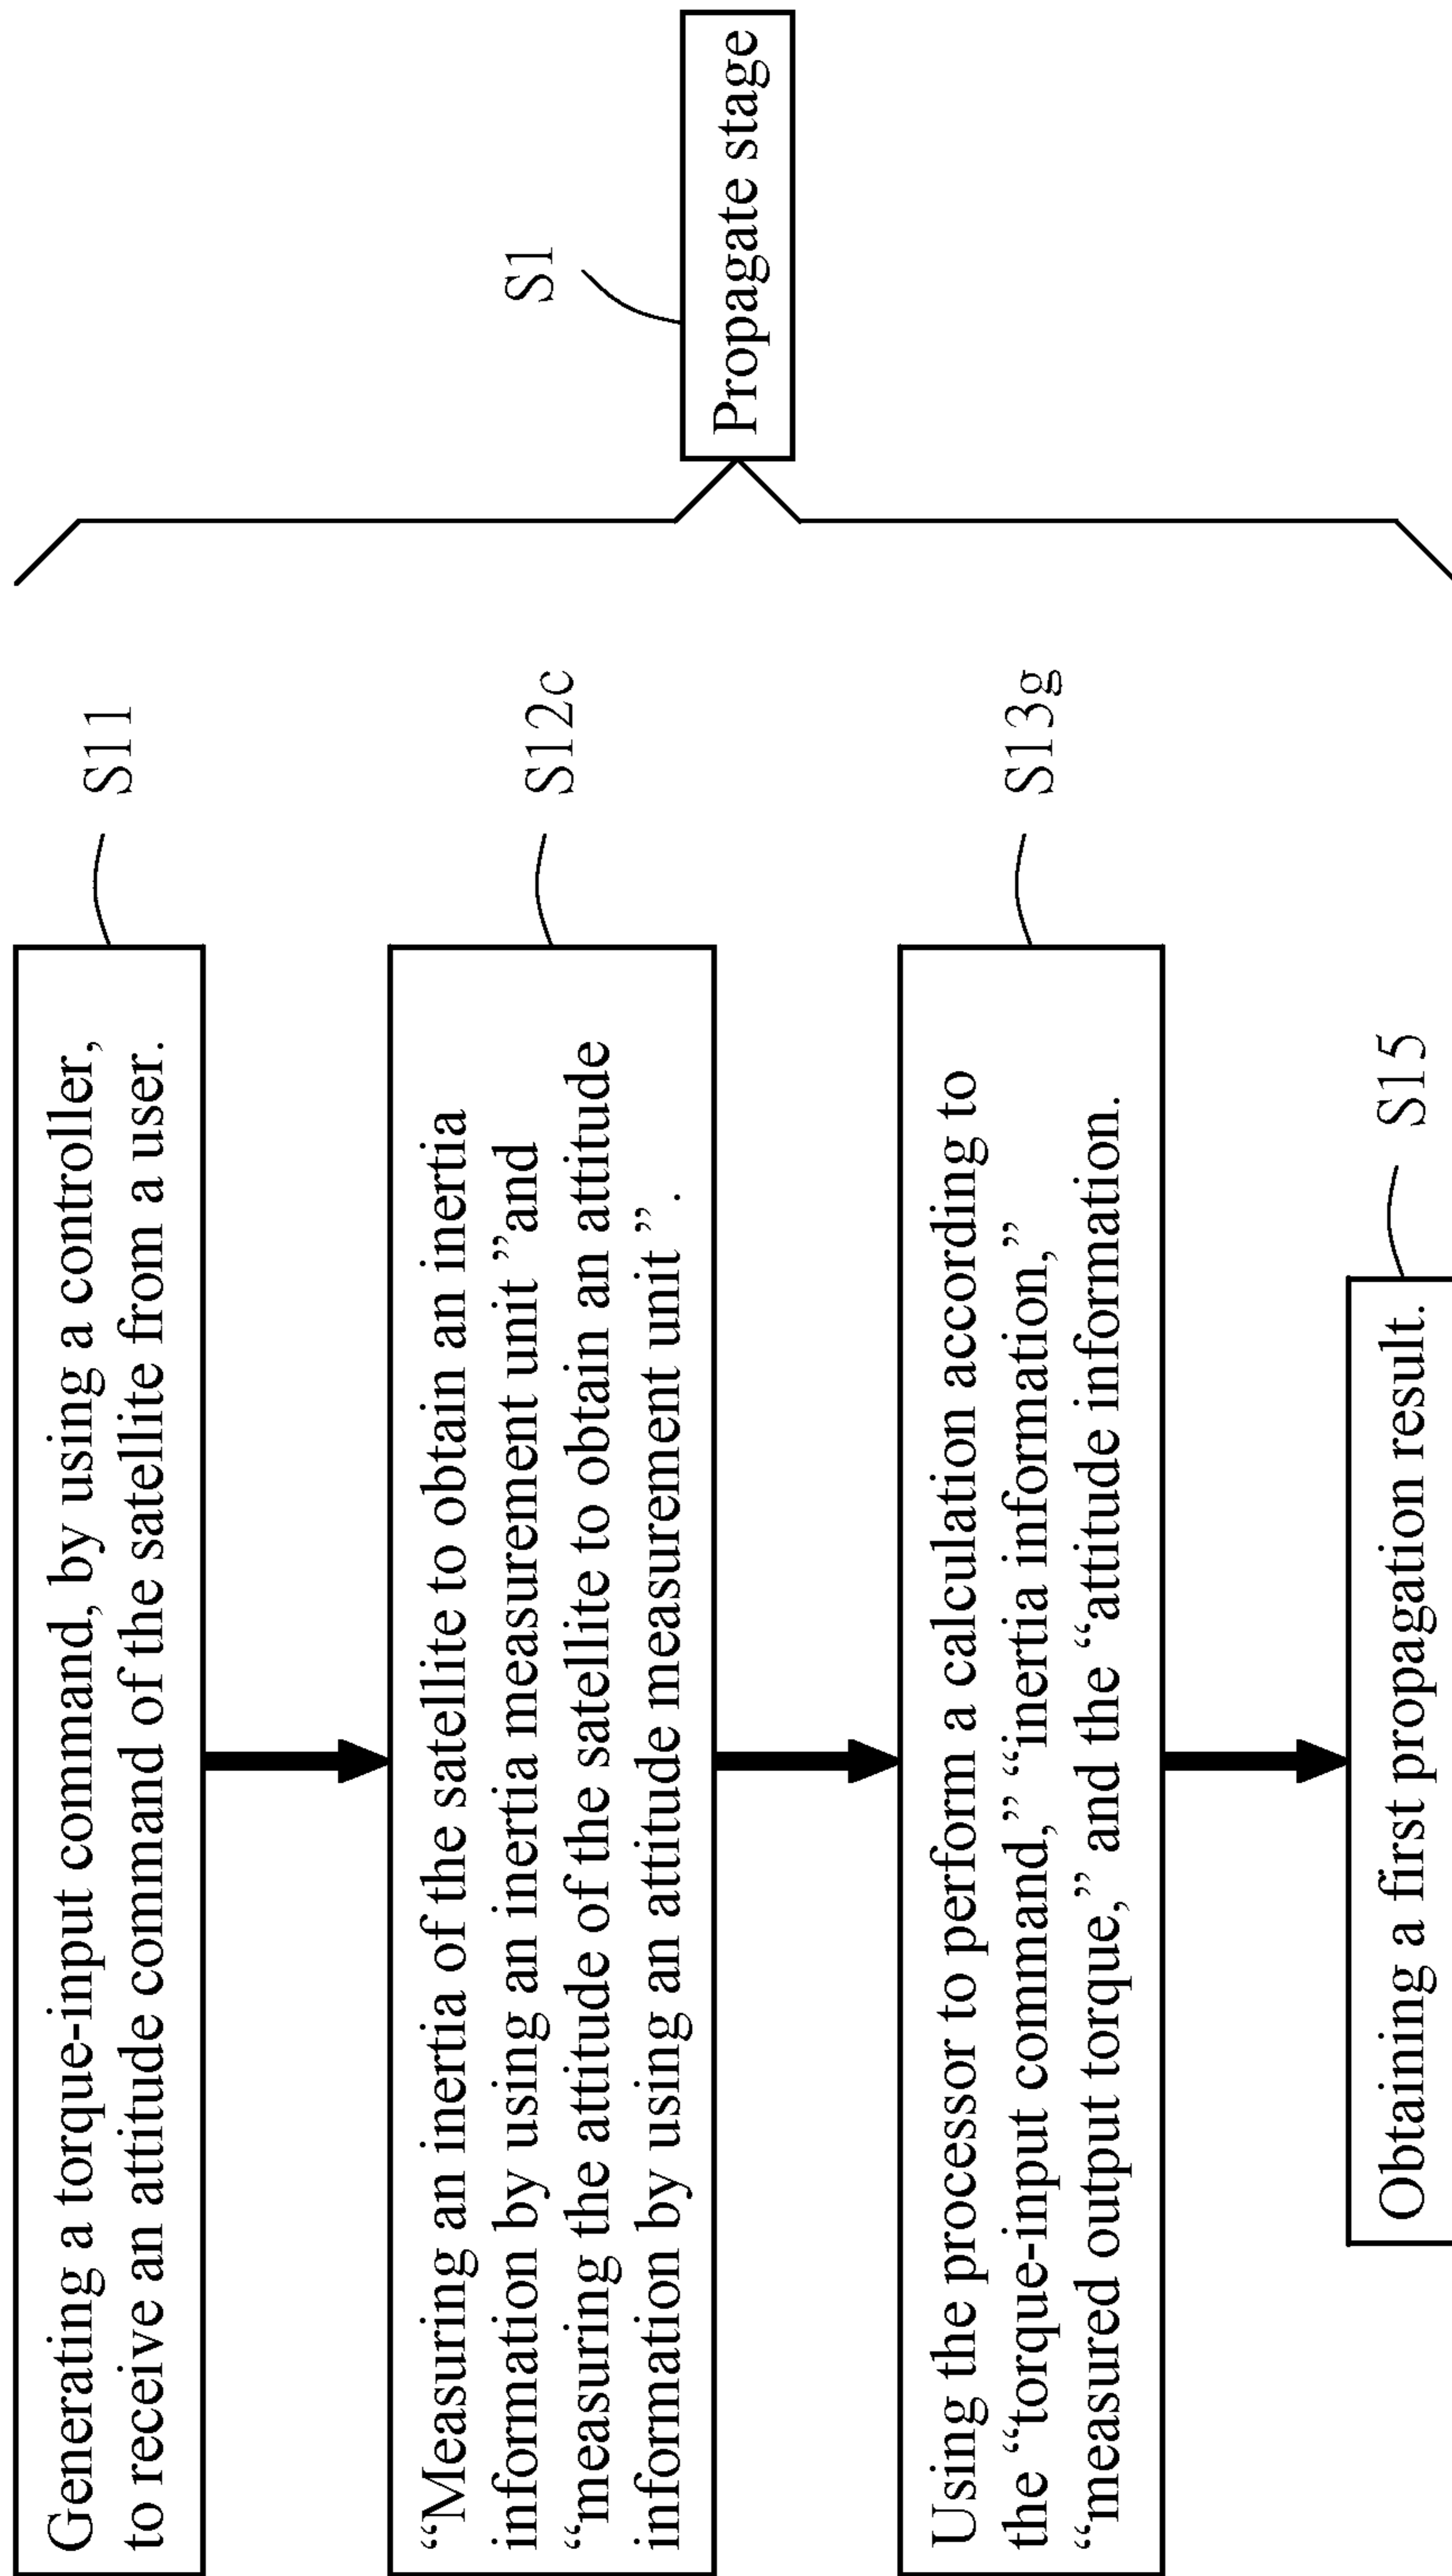 Generating a torque-input command, by using a controller,
to receive an attitude command of the satellite from a user.
S11
“Measuring an inertia of the satellite to obtain an inertia
information by using an inertia measurement unit ”and
“measuring the attitude of the satellite to obtain an attitude
information by using an attitude measurement unit ”.
S12c
Using the processor to perform a calculation according to
the “torque-input command,” “inertia information,”
“measured output torque,” and the “attitude information.
S13g
Obtaining a first propagation result.
S15
S1
Propagate stage